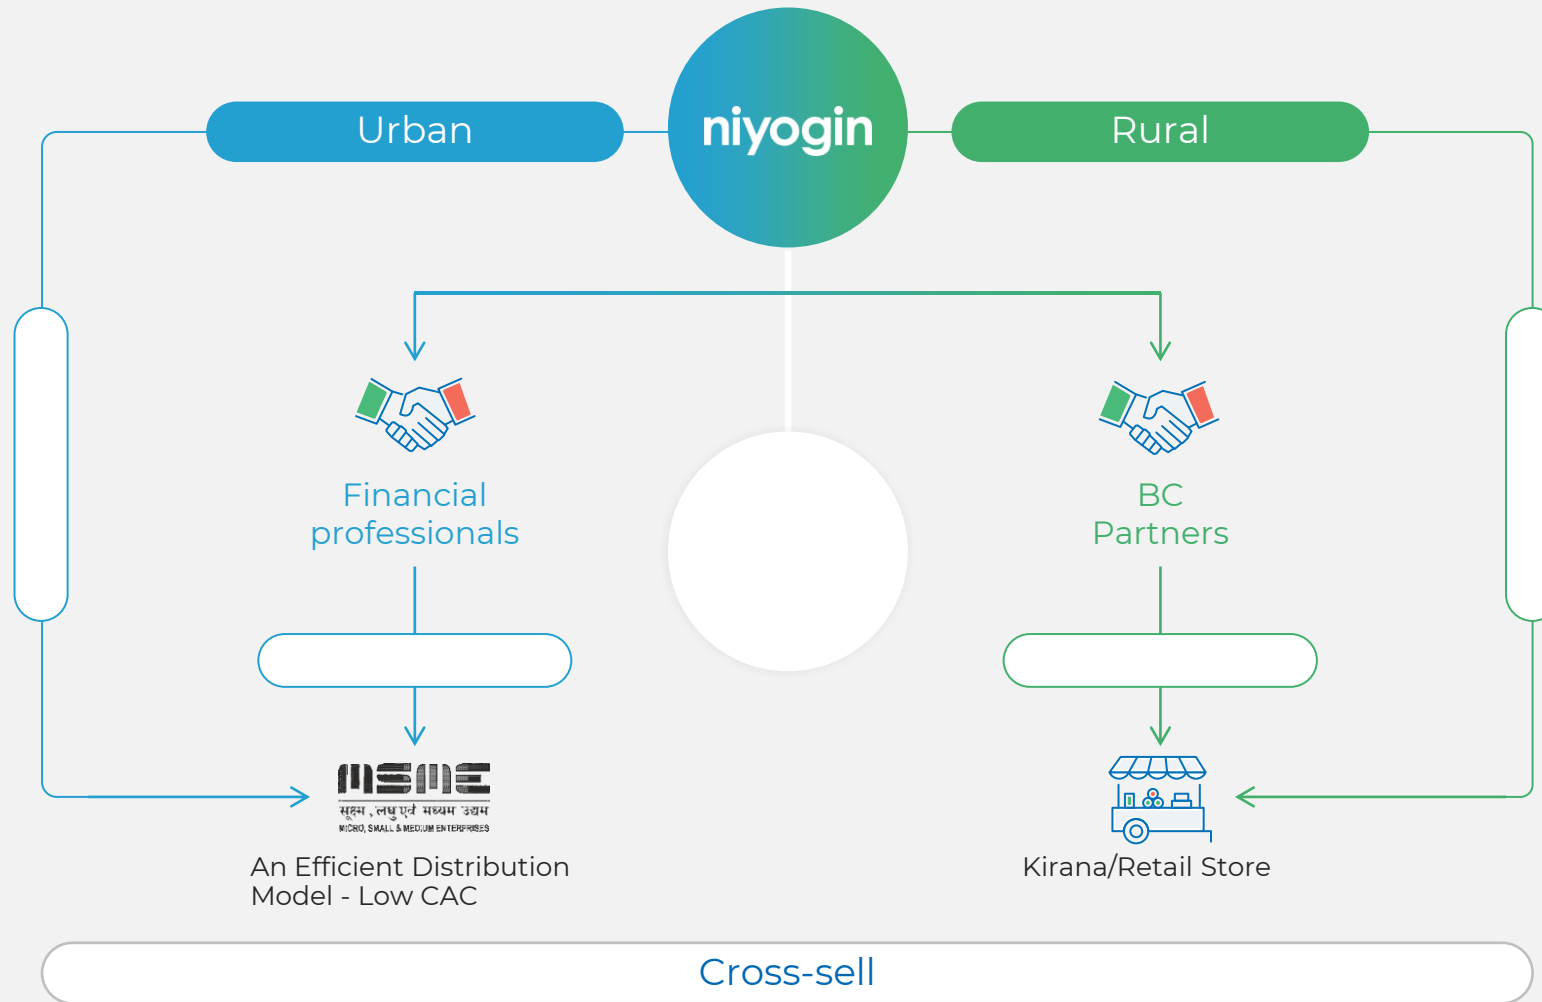 Urban
niyogin
Rural
Financial
professionals
BC
Partners
MSME
सूक्ष्म , लघु एवं मध्यम उद्यम
MICRO, SMALL & MEDIUM ENTERPRISES
An Efficient Distribution
Model - Low CAC
Kirana/Retail Store
Cross-sell